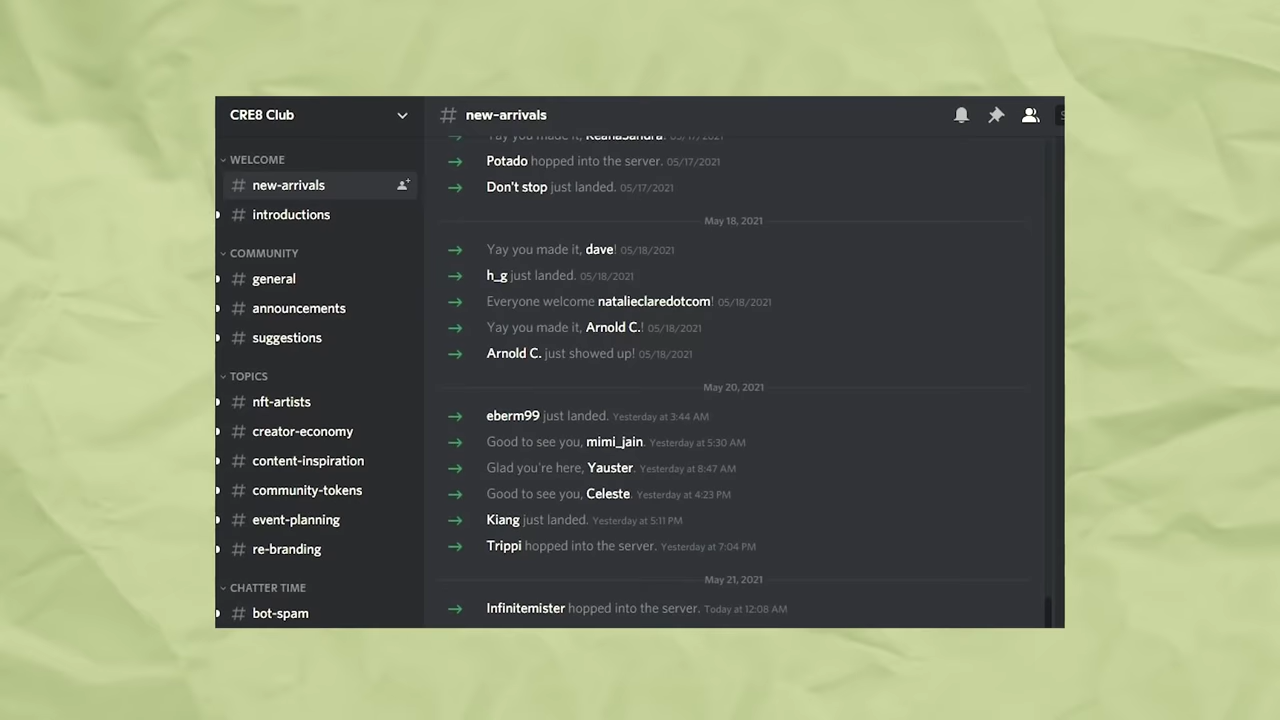 CRE8 Club
WELCOME
# new-arrivals
# introductions
COMMUNITY
# general
# announcements
# suggestions
TOPICS
# nft-artists
# creator-economy
# content-inspiration
# community-tokens
# event-planning
# re-branding
CHATTER TIME
# bot-spam
# new-arrivals
Yay you made it, KeanaSandra! 05/17/2021
Potado hopped into the server. 05/17/2021
Don't stop just landed. 05/17/2021
May 18, 2021
Yay you made it, dave! 05/18/2021
h_g just landed. 05/18/2021
Everyone welcome natalieclaredotcom! 05/18/2021
Yay you made it, Arnold C.! 05/18/2021
Arnold C. just showed up! 05/18/2021
May 20, 2021
eberm99 just landed. Yesterday at 3:44 AM
Good to see you, mimi_jain. Yesterday at 5:30 AM
Glad you're here, Yauster. Yesterday at 8:47 AM
Good to see you, Celeste. Yesterday at 4:23 PM
Kiang just landed. Yesterday at 5:11 PM
Trippi hopped into the server. Yesterday at 7:04 PM
May 21, 2021
Infinitemister hopped into the server. Today at 12:08 AM